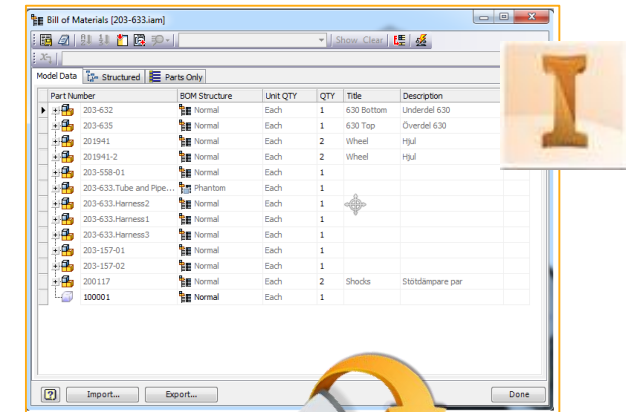 Bill of Materials [203-633.iam]
Show Clear
Model Data Structured Parts Only
Part Number BOM Structure Unit QTY QTY Title Description
203-632 Normal Each 1 630 Bottom Underdel 630
203-635 Normal Each 1 630 Top Överdel 630
201941 Normal Each 2 Wheel Hjul
201941-2 Normal Each 2 Wheel Hjul
203-558-01 Normal Each 1
203-633.Tube and Pipe... Phantom Each 1
203-633.Harness2 Normal Each 1
203-633.Harness1 Normal Each 1
203-633.Harness3 Normal Each 1
203-157-01 Normal Each 1
203-157-02 Normal Each 1
200117 Normal Each 2 Shocks Stötdämpare par
100001 Normal Each 1
? Import... Export... Done